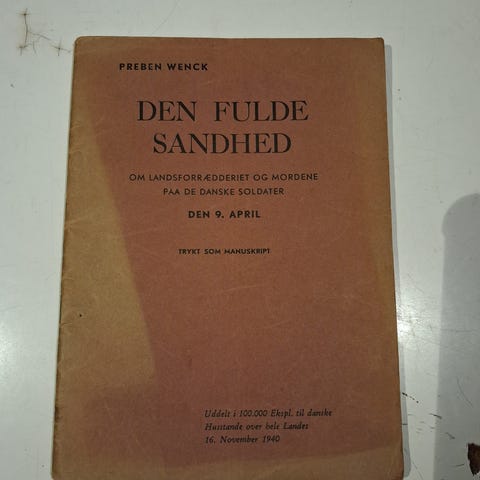 PREBEN WENCK
DEN FULDE
SANDHED
OM LANDSFORRÆDDERIET OG MORDENE
PAA DE DANSKE SOLDATER
DEN 9. APRIL
TRYKT SOM MANUSKRIPT
Uddelt i 100.000 Ekspl. til danske
Husstande over hele Landet
16. November 1940